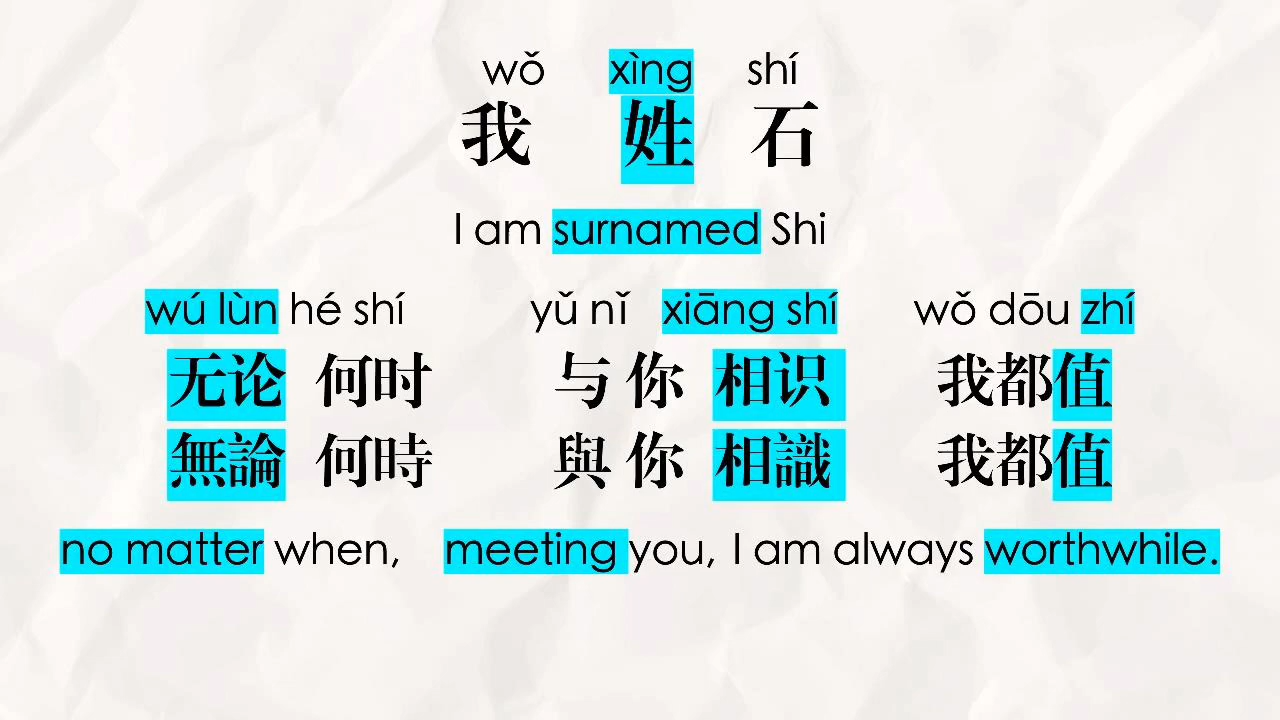 wǒ xìng shí
我 姓 石
I am surnamed Shi
wú lùn hé shí yǔ nǐ xiāng shí wǒ dōu zhí
无论 何时 与 你 相识 我都值
無論 何時 與 你 相識 我都值
no matter when, meeting you, I am always worthwhile.